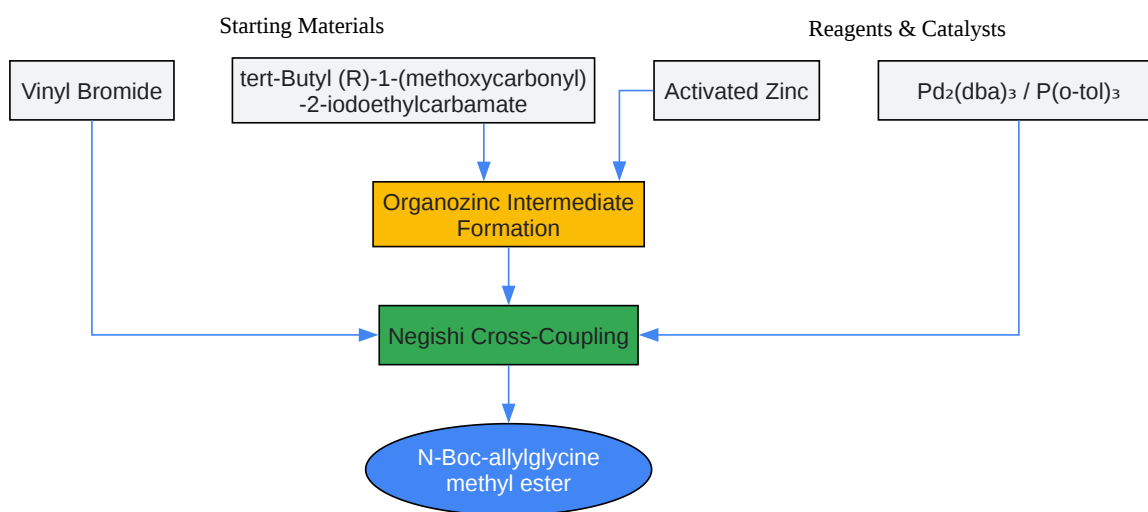 Starting Materials
Reagents & Catalysts
Vinyl Bromide
tert-Butyl (R)-1-(methoxycarbonyl)
-2-iodoethylcarbamate
Activated Zinc
Pd₂(dba)₃ / P(o-tol)₃
Organozinc Intermediate
Formation
Negishi Cross-Coupling
N-Boc-allylglycine
methyl ester